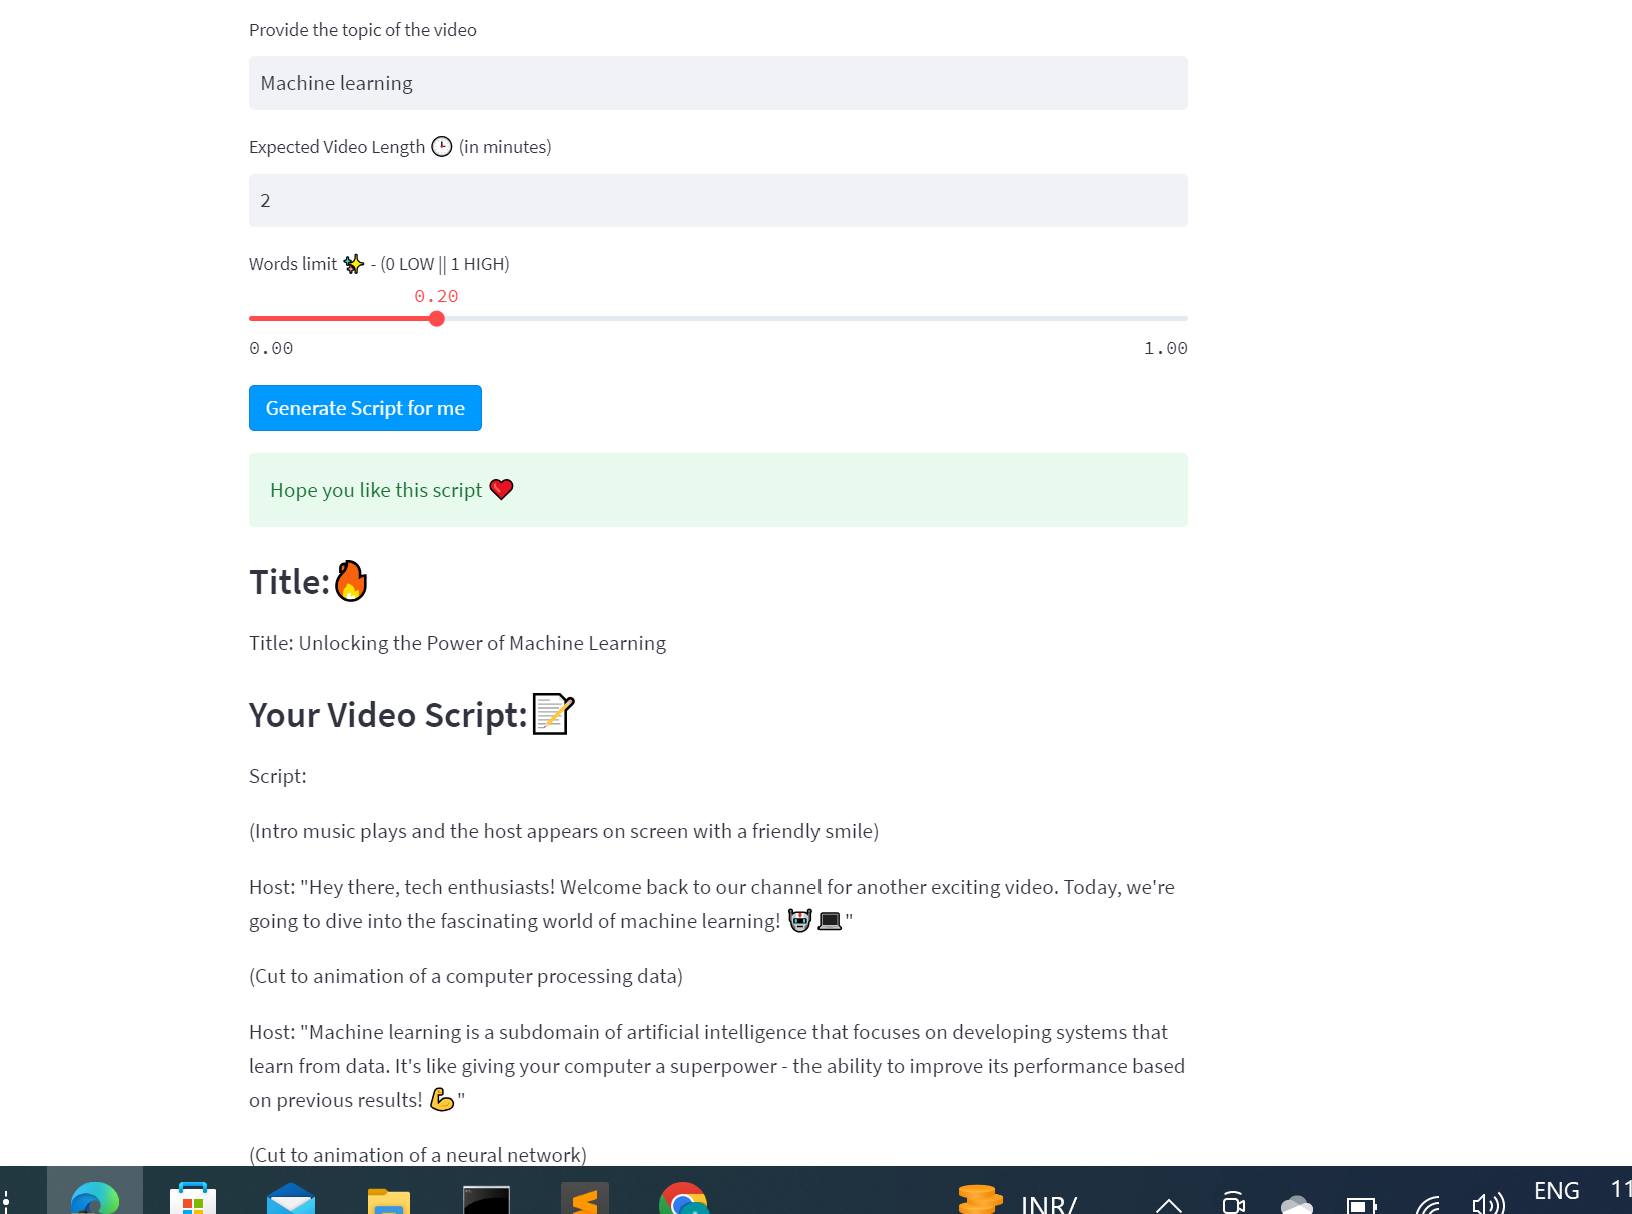 Provide the topic of the video
Machine learning
Expected Video Length 🕒 (in minutes)
2
Words limit ✨ - (0 LOW || 1 HIGH)
0.20
0.00 1.00
Generate Script for me
Hope you like this script ❤️
Title:🔥
Title: Unlocking the Power of Machine Learning
Your Video Script:📝
Script:
(Intro music plays and the host appears on screen with a friendly smile)
Host: "Hey there, tech enthusiasts! Welcome back to our channel for another exciting video. Today, we're
going to dive into the fascinating world of machine learning! 🤖💻"
(Cut to animation of a computer processing data)
Host: "Machine learning is a subdomain of artificial intelligence that focuses on developing systems that
learn from data. It's like giving your computer a superpower - the ability to improve its performance based
on previous results! 💪"
(Cut to animation of a neural network)
INR/ ENG 11